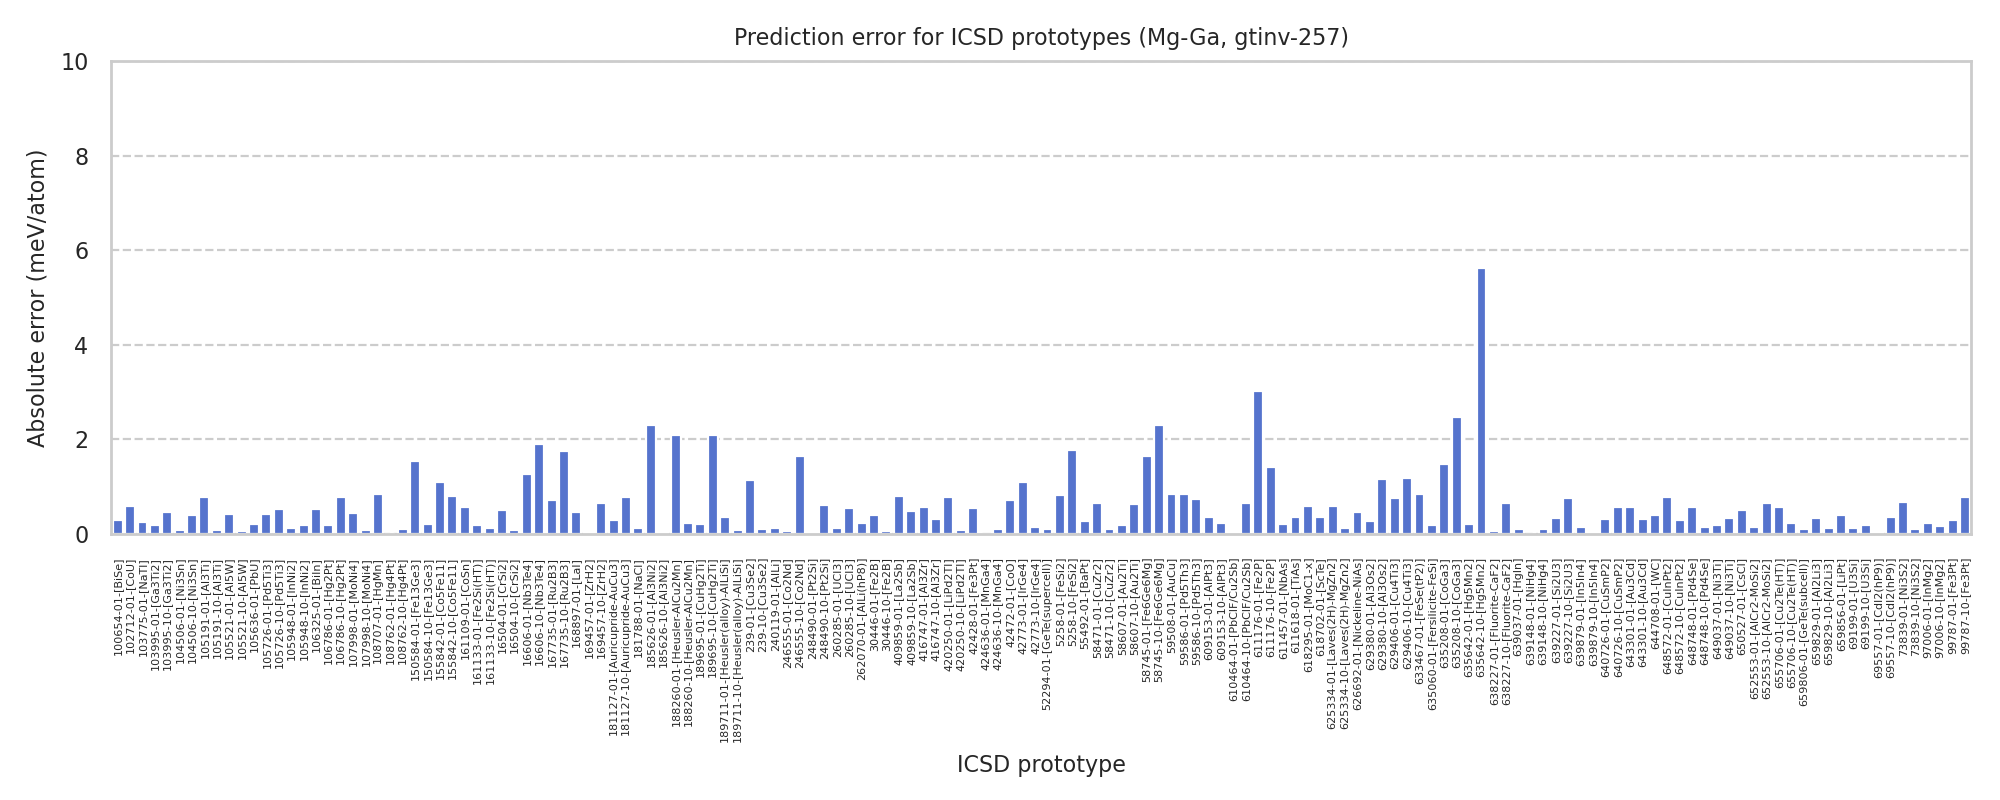 Prediction error for ICSD prototypes (Mg-Ga, gtinv-257)
Absolute error (meV/atom)
10
8
6
4
2
0
100654-01-[BiSe]
102712-01-[CoU]
103775-01-[NaTl]
103995-01-[Ga3Ti2]
103995-10-[Ga3Ti2]
104506-01-[Ni3Sn]
104506-10-[Ni3Sn]
105191-01-[Al3Ti]
105191-10-[Al3Ti]
105521-01-[Al5W]
105521-10-[Al5W]
105636-01-[PbU]
105726-01-[Pd5Ti3]
105726-10-[Pd5Ti3]
105948-01-[InNi2]
105948-10-[InNi2]
106325-01-[BiIn]
106786-01-[Hg2Pt]
106786-10-[Hg2Pt]
107998-01-[MoNi4]
107998-10-[MoNi4]
108707-01-[HgMn]
108762-01-[Hg4Pt]
108762-10-[Hg4Pt]
150584-01-[Fe13Ge3]
150584-10-[Fe13Ge3]
155842-01-[Co5Fe11]
155842-10-[Co5Fe11]
161109-01-[CoSn]
161133-01-[Fe2Si(HT)]
161133-10-[Fe2Si(HT)]
16504-01-[CrSi2]
16504-10-[CrSi2]
16606-01-[Nb3Te4]
16606-10-[Nb3Te4]
167735-01-[Ru2B3]
167735-10-[Ru2B3]
168897-01-[LaI]
169457-01-[ZrH2]
169457-10-[ZrH2]
181127-01-[Auricupride-AuCu3]
181127-10-[Auricupride-AuCu3]
181788-01-[NaCl]
185626-01-[Al3Ni2]
185626-10-[Al3Ni2]
188260-01-[Heusler-AlCu2Mn]
188260-10-[Heusler-AlCu2Mn]
189695-01-[CuHg2Ti]
189695-10-[CuHg2Ti]
189711-01-[Heusler(alloy)-AlLiSi]
189711-10-[Heusler(alloy)-AlLiSi]
239-01-[Cu3Se2]
239-10-[Cu3Se2]
240119-01-[AlLi]
246555-01-[Co2Nd]
246555-10-[Co2Nd]
248490-01-[Pt2Si]
248490-10-[Pt2Si]
260285-01-[UCl3]
260285-10-[UCl3]
262070-01-[AlLi(hP8)]
30446-01-[Fe2B]
30446-10-[Fe2B]
409859-01-[La2Sb]
409859-10-[La2Sb]
416747-01-[Al3Zr]
416747-10-[Al3Zr]
420250-01-[LiPd2Tl]
420250-10-[LiPd2Tl]
42428-01-[Fe3Pt]
424636-01-[MnGa4]
424636-10-[MnGa4]
42472-01-[CoO]
42773-01-[IrGe4]
42773-10-[IrGe4]
52294-01-[GeTe(supercell)]
5258-01-[FeSi2]
5258-10-[FeSi2]
55492-01-[BaPt]
58471-01-[CuZr2]
58471-10-[CuZr2]
58607-01-[Au2Ti]
58607-10-[Au2Ti]
58745-01-[Fe6Ge6Mg]
58745-10-[Fe6Ge6Mg]
59508-01-[AuCu]
59586-01-[Pd5Th3]
59586-10-[Pd5Th3]
609153-01-[AlPt3]
609153-10-[AlPt3]
610464-01-[PbClF/Cu2Sb]
610464-10-[PbClF/Cu2Sb]
611176-01-[Fe2P]
611176-10-[Fe2P]
611457-01-[NbAs]
611618-01-[TiAs]
618295-01-[MoC1-x]
618702-01-[ScTe]
625334-01-[Laves(2H)-MgZn2]
625334-10-[Laves(2H)-MgZn2]
626692-01-[Nickeline-NiAs]
629380-01-[Al3Os2]
629380-10-[Al3Os2]
629406-01-[Cu4Ti3]
629406-10-[Cu4Ti3]
633467-01-[FeSe(tP2)]
635060-01-[Fersilicite-FeSi]
635208-01-[CoGa3]
635208-10-[CoGa3]
635642-01-[Hg5Mn2]
635642-10-[Hg5Mn2]
638227-01-[Fluorite-CaF2]
638227-10-[Fluorite-CaF2]
639037-01-[HgIn]
639148-01-[NiHg4]
639148-10-[NiHg4]
639227-01-[Si2U3]
639227-10-[Si2U3]
639879-01-[In5In4]
639879-10-[In5In4]
640726-01-[CuSmP2]
640726-10-[CuSmP2]
643301-01-[Au3Cd]
643301-10-[Au3Cd]
644708-01-[WC]
648572-01-[CuInPt2]
648572-10-[CuInPt2]
648748-01-[Pd4Se]
648748-10-[Pd4Se]
649037-01-[Ni3Ti]
649037-10-[Ni3Ti]
650527-01-[CsCl]
652553-01-[AlCr2-MoSi2]
652553-10-[AlCr2-MoSi2]
655706-01-[Cu2Te(HT)]
655706-10-[Cu2Te(HT)]
659806-01-[GeTe(subcell)]
659829-01-[Al2Li3]
659829-10-[Al2Li3]
659856-01-[LiPt]
69199-01-[U3Si]
69199-10-[U3Si]
69557-01-[CdI2(hP9)]
69557-10-[CdI2(hP9)]
73839-01-[Ni3S2]
73839-10-[Ni3S2]
97006-01-[InMg2]
97006-10-[InMg2]
99787-01-[Fe3Pt]
99787-10-[Fe3Pt]
ICSD prototype